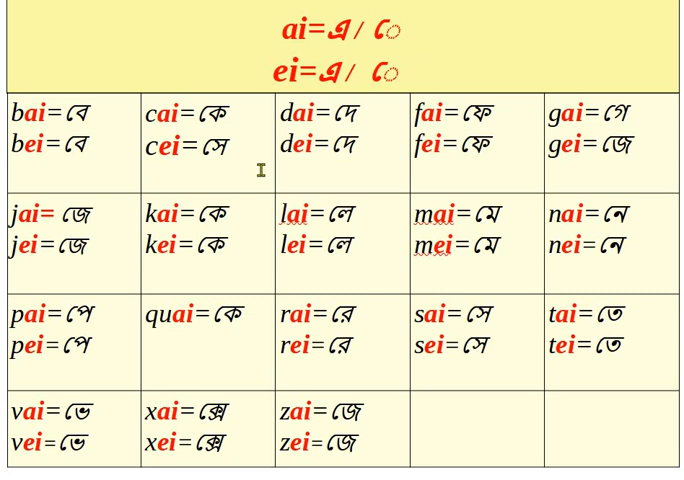 ai=এ / ে
ei=এ / ে
bai=বে
bei=বে
cai=কে
cei=সে
dai=দে
dei=দে
fai=ফে
fei=ফে
gai=গে
gei=জে
jai= জে
jei=জে
kai=কে
kei=কে
lai=লে
lei=লে
mai=মে
mei=মে
nai=নে
nei=নে
pai=পে
pei=পে
quai=কে
rai=রে
rei=রে
sai=সে
sei=সে
tai=তে
tei=তে
vai=ভে
vei=ভে
xai=ক্সে
xei=ক্সে
zai=জে
zei=জে